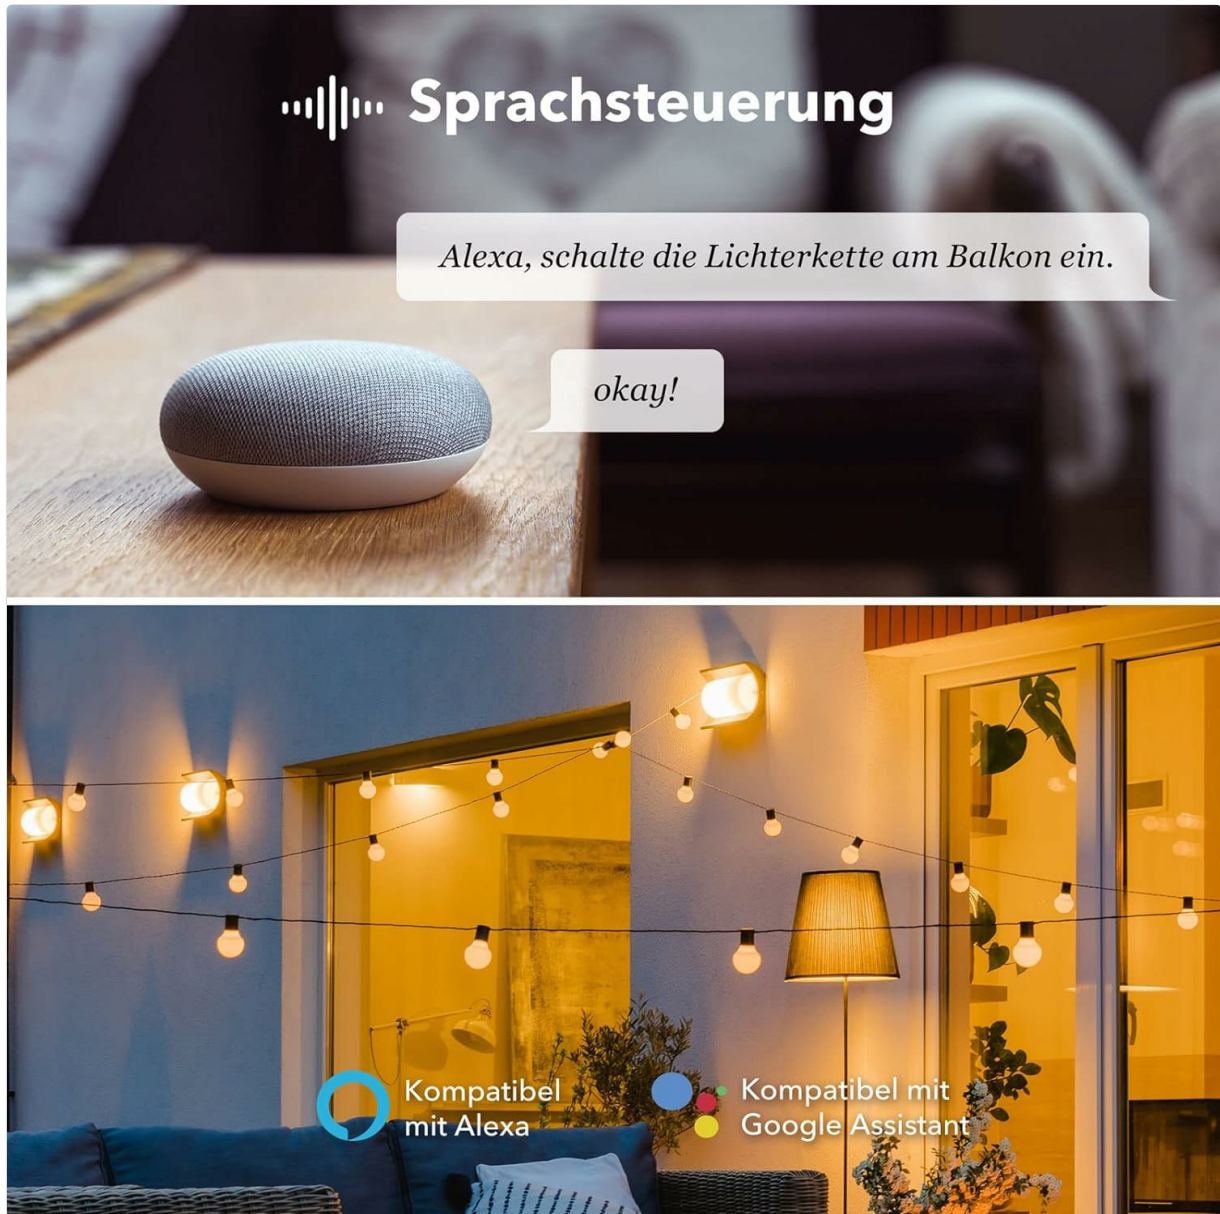 Sprachsteuerung
Alexa, schalte die Lichterkette am Balkon ein.
okay!
Kompatibel
mit Alexa
Kompatibel mit
Google Assistant